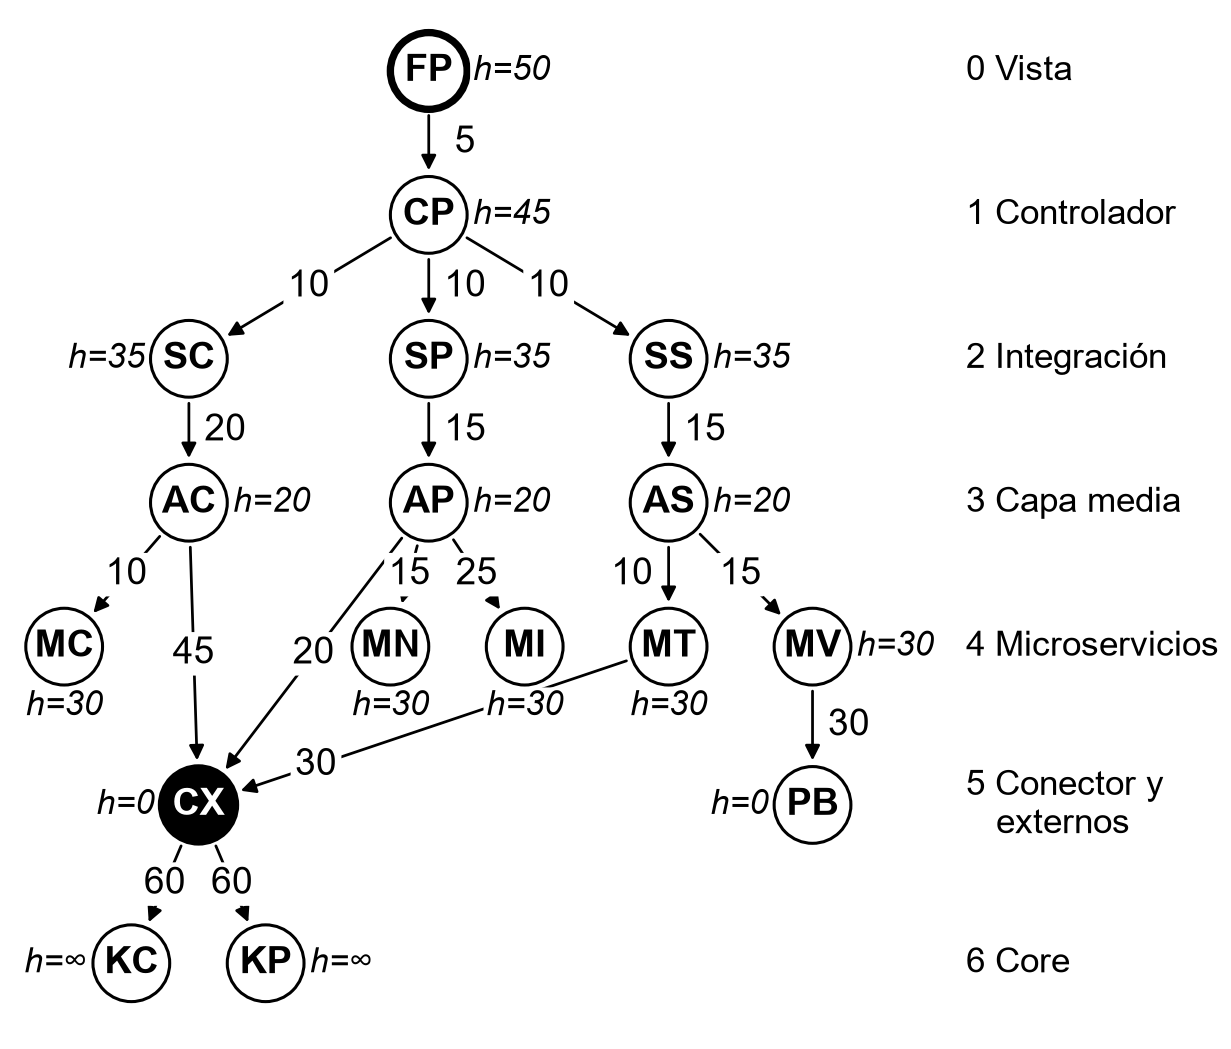 FP h=50 0 Vista
5
CP h=45 1 Controlador
10 10 10
h=35 SC SP h=35 SS h=35 2 Integración
20 15 15
AC h=20 AP h=20 AS h=20 3 Capa media
10 15 25 10 15
MC MN MI MT MV h=30 4 Microservicios
45 20
h=30 h=30 h=30 h=30
30
30
h=0 CX h=0 PB 5 Conector y
externos
60 60
h=∞ KC KP h=∞ 6 Core